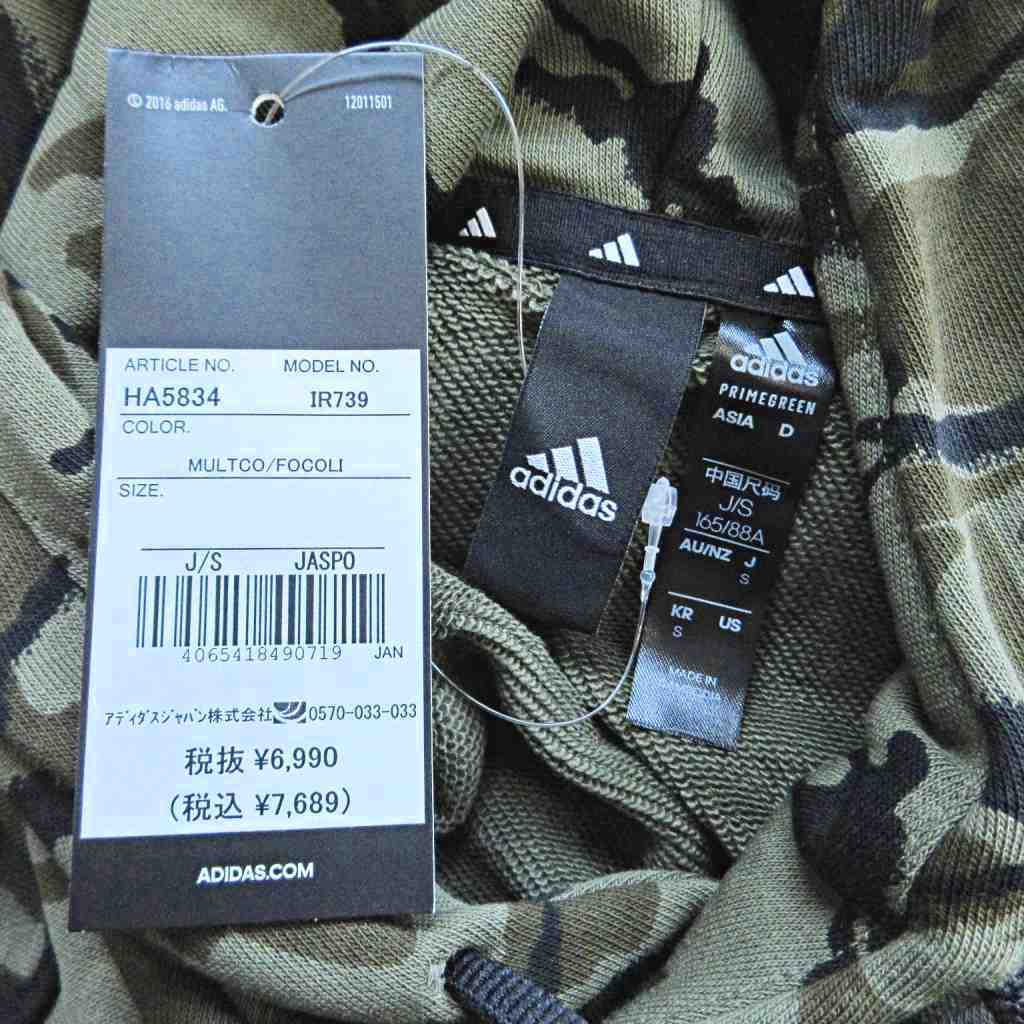 © 2016 adidas AG.
12011501
ARTICLE NO. MODEL NO.
HA5834 IR739
COLOR.
MULTCO/FOCOLI
SIZE.
J/S JASPO
4065418490719 JAN
アディダスジャパン株式会社 0570-033-033
税抜 ¥6,990
(税込 ¥7,689)
ADIDAS.COM
adidas
adidas
PRIMEGREEN
ASIA D
中国尺码
J/S
165/88A
AU/NZ J
S
KR US
S
MADE IN